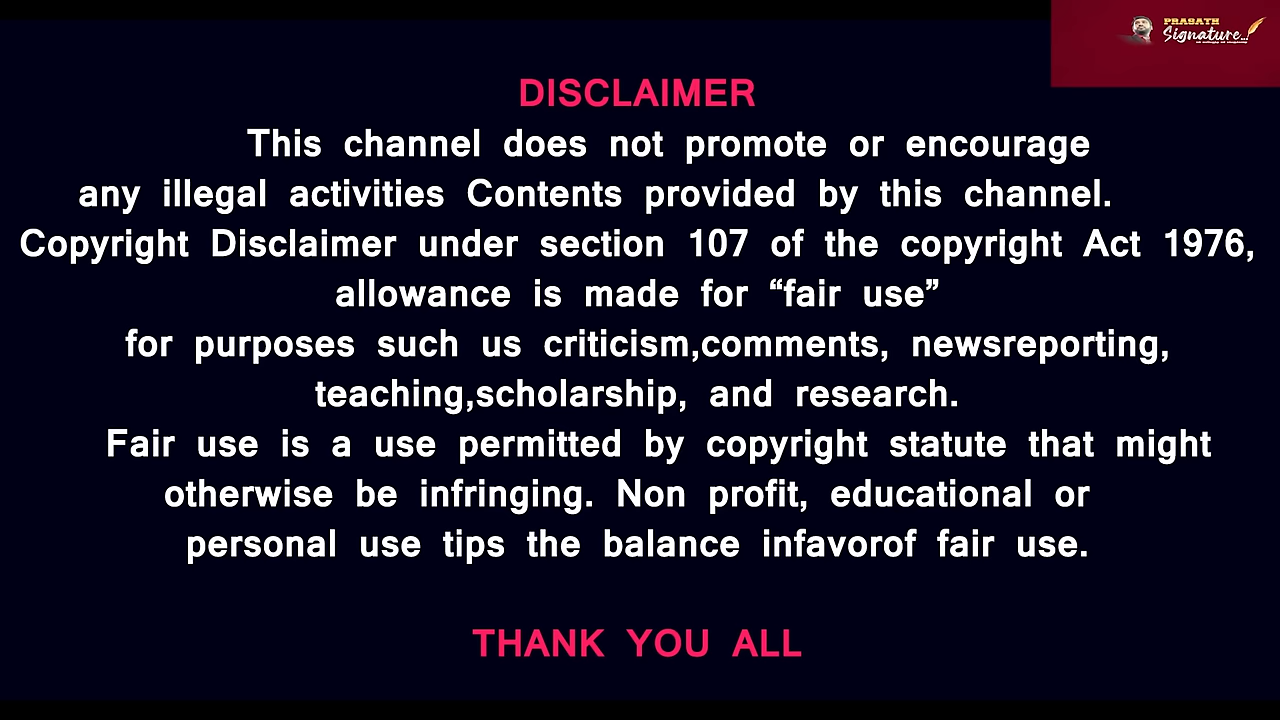 PRASATH
Signature...
DISCLAIMER
This channel does not promote or encourage
any illegal activities Contents provided by this channel.
Copyright Disclaimer under section 107 of the copyright Act 1976,
allowance is made for “fair use”
for purposes such us criticism,comments, newsreporting,
teaching,scholarship, and research.
Fair use is a use permitted by copyright statute that might
otherwise be infringing. Non profit, educational or
personal use tips the balance infavorof fair use.
THANK YOU ALL